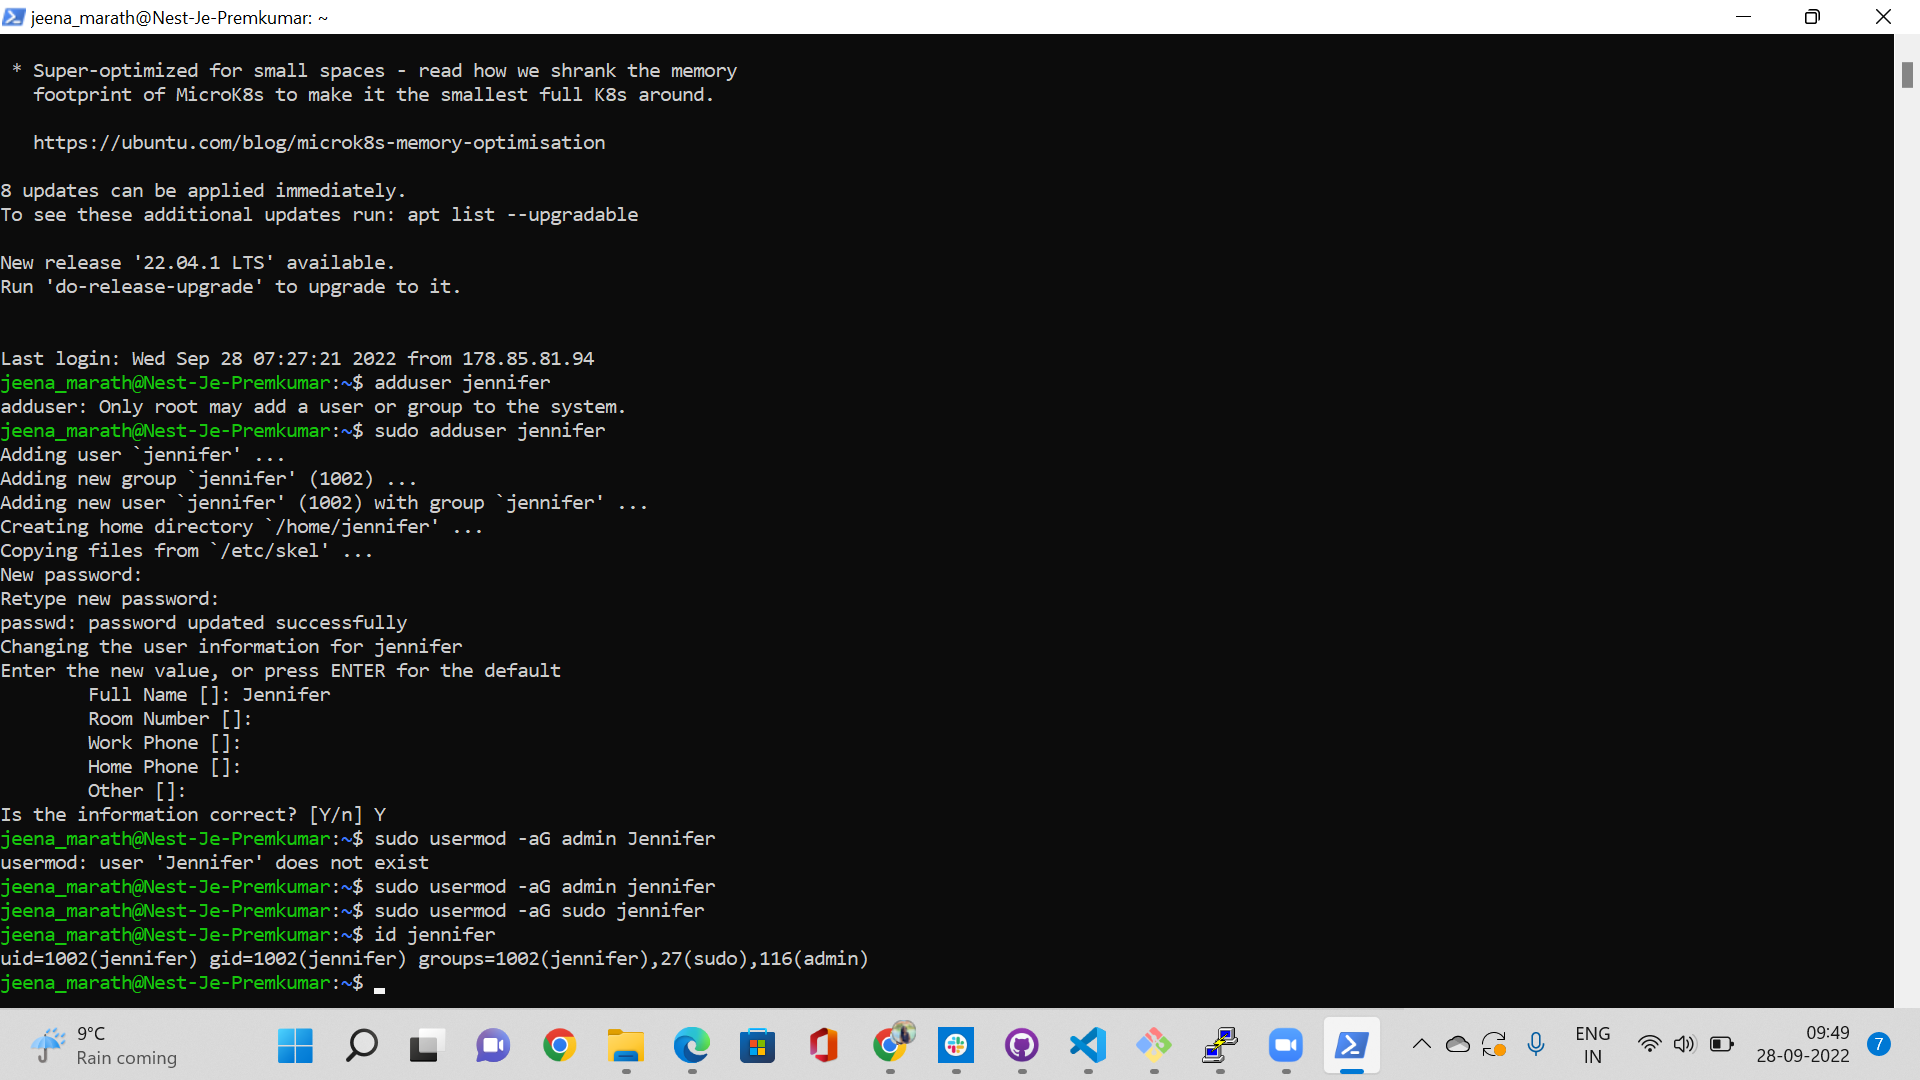 jeena_marath@Nest-Je-Premkumar: ~
* Super-optimized for small spaces - read how we shrank the memory
footprint of MicroK8s to make it the smallest full K8s around.
https://ubuntu.com/blog/microk8s-memory-optimisation
8 updates can be applied immediately.
To see these additional updates run: apt list --upgradable
New release '22.04.1 LTS' available.
Run 'do-release-upgrade' to upgrade to it.
Last login: Wed Sep 28 07:27:21 2022 from 178.85.81.94
jeena_marath@Nest-Je-Premkumar:~$ adduser jennifer
adduser: Only root may add a user or group to the system.
jeena_marath@Nest-Je-Premkumar:~$ sudo adduser jennifer
Adding user `jennifer' ...
Adding new group `jennifer' (1002) ...
Adding new user `jennifer' (1002) with group `jennifer' ...
Creating home directory `/home/jennifer' ...
Copying files from `/etc/skel' ...
New password:
Retype new password:
passwd: password updated successfully
Changing the user information for jennifer
Enter the new value, or press ENTER for the default
Full Name []: Jennifer
Room Number []:
Work Phone []:
Home Phone []:
Other []:
Is the information correct? [Y/n] Y
jeena_marath@Nest-Je-Premkumar:~$ sudo usermod -aG admin Jennifer
usermod: user 'Jennifer' does not exist
jeena_marath@Nest-Je-Premkumar:~$ sudo usermod -aG admin jennifer
jeena_marath@Nest-Je-Premkumar:~$ sudo usermod -aG sudo jennifer
jeena_marath@Nest-Je-Premkumar:~$ id jennifer
uid=1002(jennifer) gid=1002(jennifer) groups=1002(jennifer),27(sudo),116(admin)
jeena_marath@Nest-Je-Premkumar:~$
9°C
Rain coming
ENG
IN
09:49
28-09-2022
7